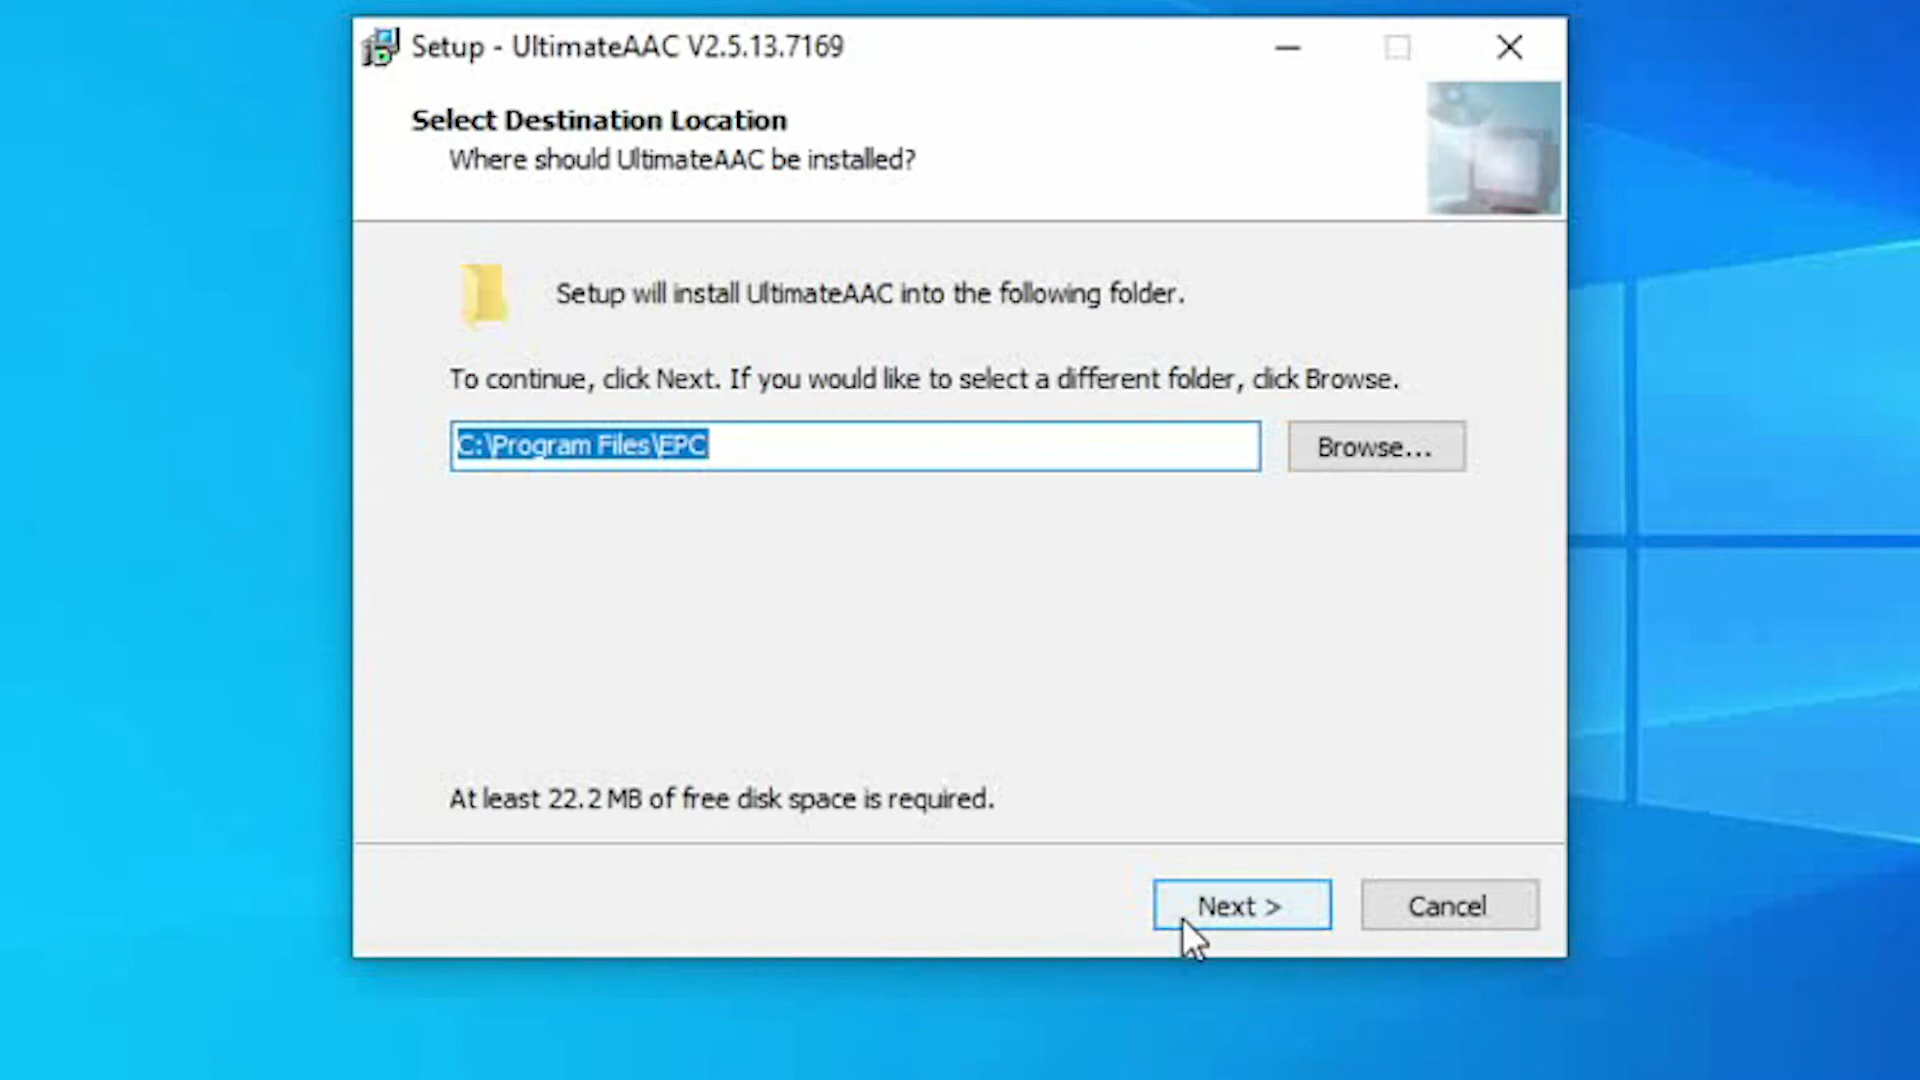 Setup - UltimateAAC V2.5.13.7169
Select Destination Location
Where should UltimateAAC be installed?
Setup will install UltimateAAC into the following folder.
To continue, click Next. If you would like to select a different folder, click Browse.
C:\Program Files\EPC
Browse...
At least 22.2 MB of free disk space is required.
Next >
Cancel